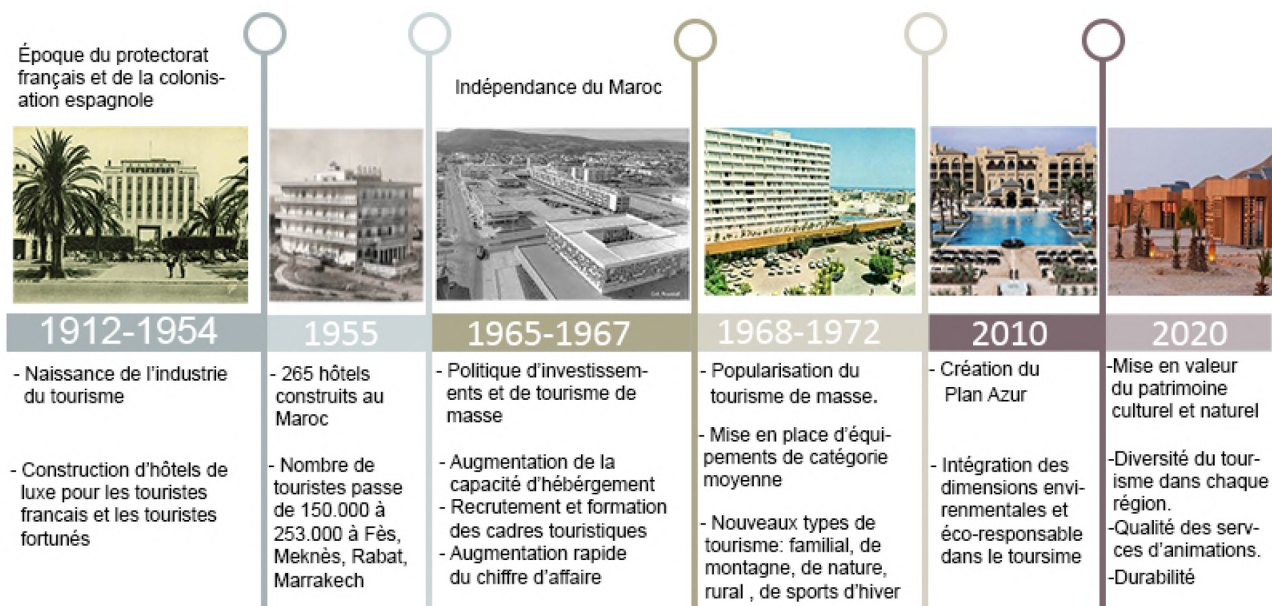 Époque du protectorat
français et de la colonis-
ation espagnole
1912-1954
- Naissance de l'industrie
du tourisme
- Construction d'hôtels de
luxe pour les touristes
francais et les touristes
fortunés
1955
- 265 hôtels
construits au
Maroc
- Nombre de
touristes passe
de 150.000 à
253.000 à Fès,
Meknès, Rabat,
Marrakech
Indépendance du Maroc
1965-1967
- Politique d'investissem-
ents et de tourisme de
masse
- Augmentation de la
capacité d'hébergement
- Recrutement et formation
des cadres touristiques
- Augmentation rapide
du chiffre d'affaire
1968-1972
- Popularisation du
tourisme de masse.
- Mise en place d'équi-
pements de catégorie
moyenne
- Nouveaux types de
tourisme: familial, de
montagne, de nature,
rural , de sports d'hiver
2010
- Création du
Plan Azur
- Intégration des
dimensions envi-
renmentales et
éco-responsable
dans le toursime
2020
-Mise en valeur
du patrimoine
culturel et naturel
-Diversité du tour-
isme dans chaque
région.
-Qualité des serv-
ces d'animations.
-Durabilité